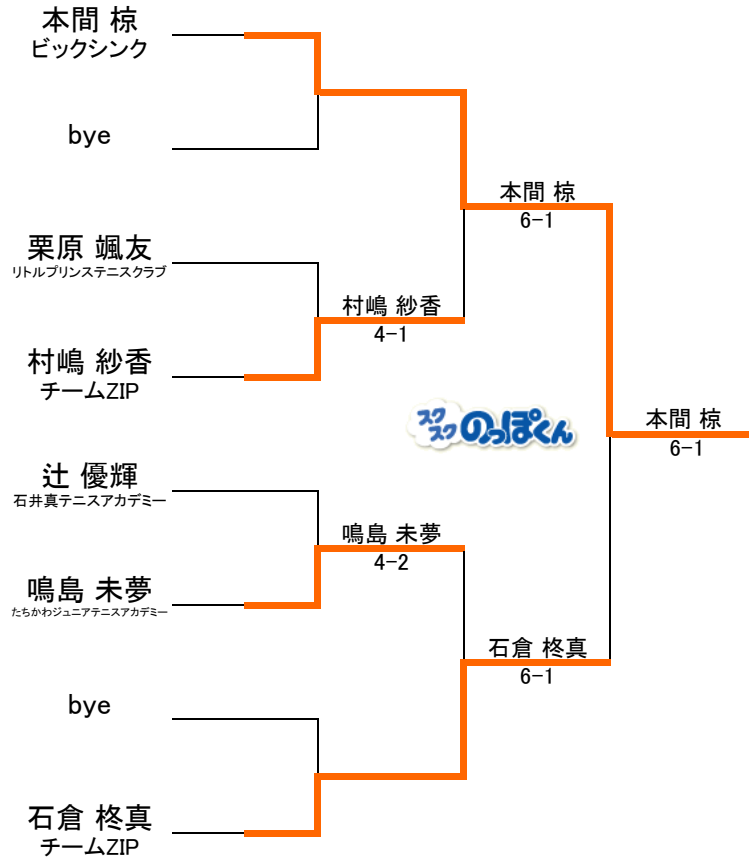 本間 椋
ビックシンク
bye
本間 椋
6-1
栗原 颯友
リトルプリンステニスクラブ
村嶋 紗香
4-1
村嶋 紗香
チームZIP
スクスクのっぽくん
本間 椋
6-1
辻 優輝
石井真テニスアカデミー
鳴島 未夢
4-2
鳴島 未夢
たちかわジュニアテニスアカデミー
石倉 柊真
6-1
bye
石倉 柊真
チームZIP